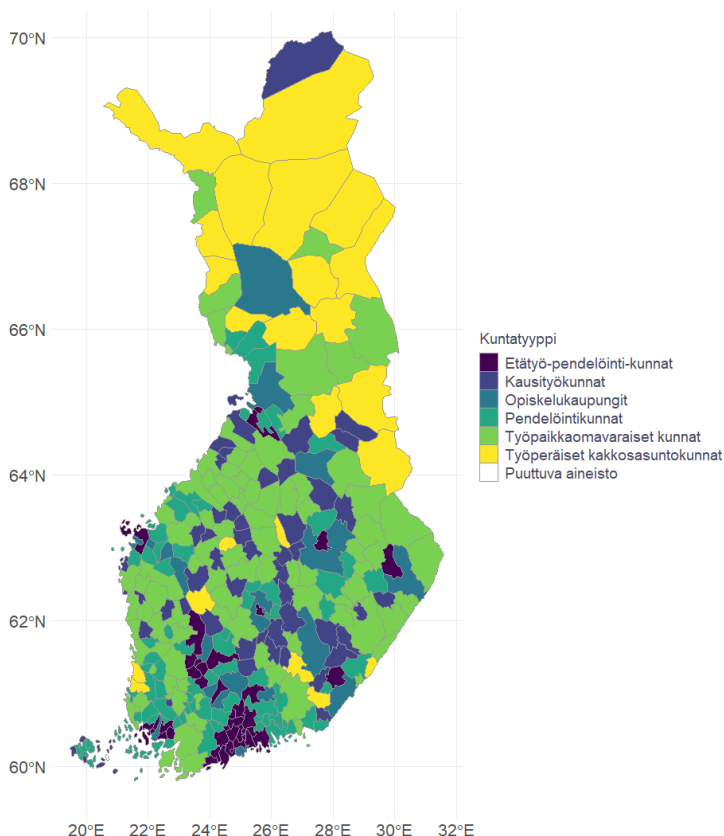 70°N
68°N
66°N
64°N
62°N
60°N
20°E 22°E 24°E 26°E 28°E 30°E 32°E
Kuntatyyppi
Etätyö-pendelöinti-kunnat
Kausityökunnat
Opiskelukaupungit
Pendelöintikunnat
Työpaikkaomavaraiset kunnat
Työperäiset kakkosasuntokunnat
Puuttuva aineisto